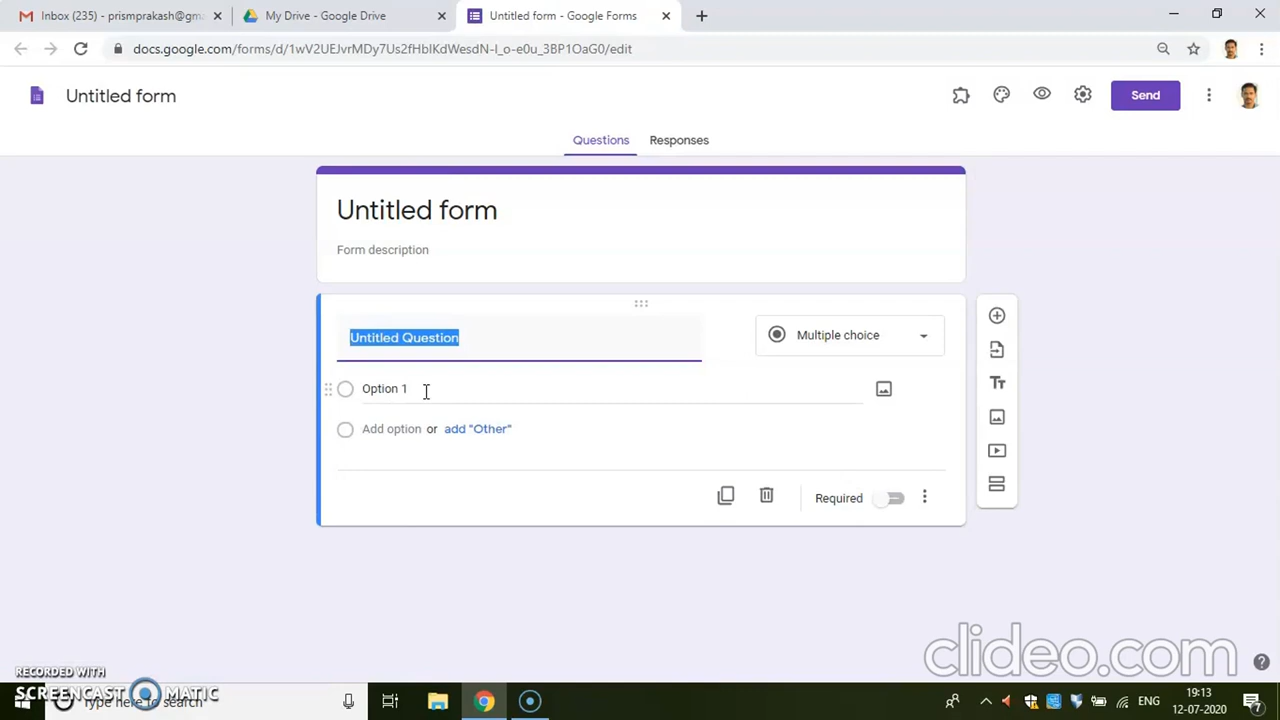 Inbox (235) - prismprakash@gm
My Drive - Google Drive
Untitled form - Google Forms
docs.google.com/forms/d/1wV2UEJvrMDy7Us2fHbIKdWesdN-l_o-e0u_3BP1OaG0/edit
Untitled form
Send
Questions
Responses
Untitled form
Form description
Untitled Question
Multiple choice
Option 1
Add option or add "Other"
Required
clideo.com
RECORDED WITH
SCREENCAST MATIC
Type here to search
ENG
19:13
12-07-2020
7